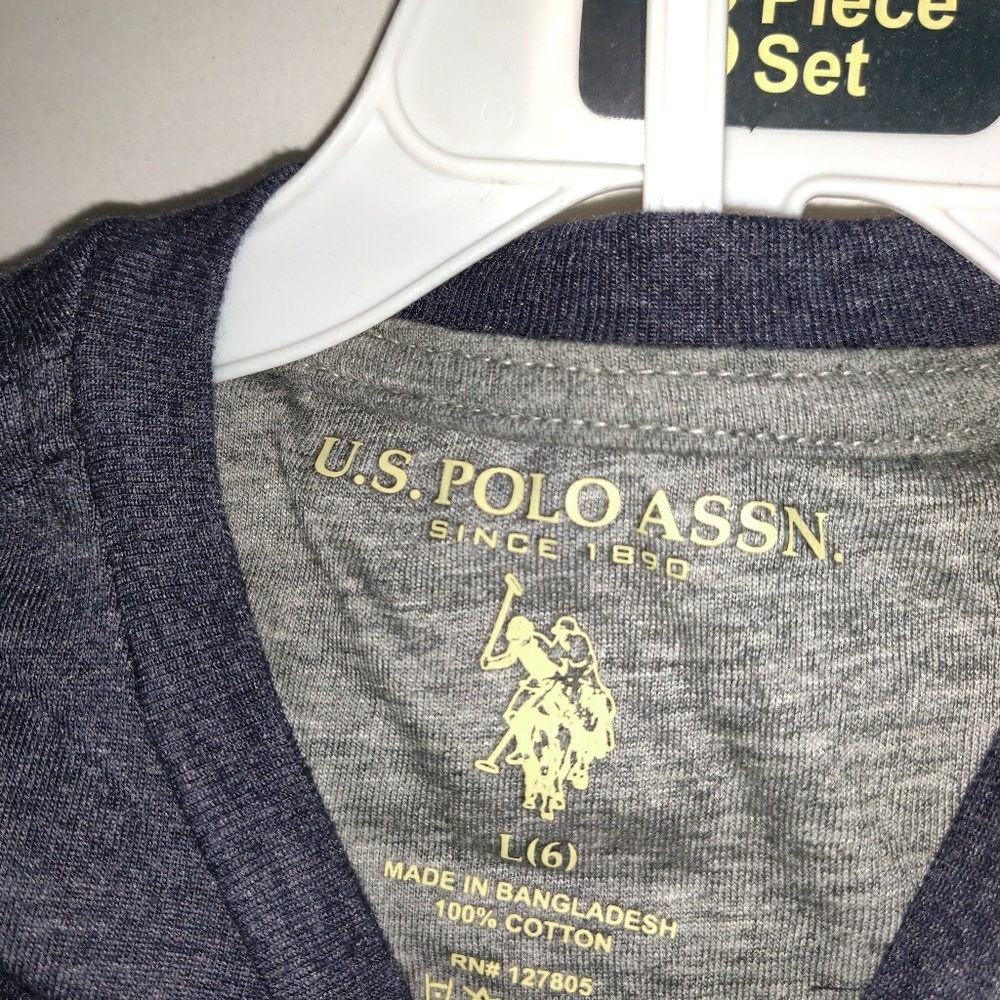 Piece
Set
U.S. POLO ASSN.
SINCE 1890
L(6)
MADE IN BANGLADESH
100% COTTON
RN# 127805